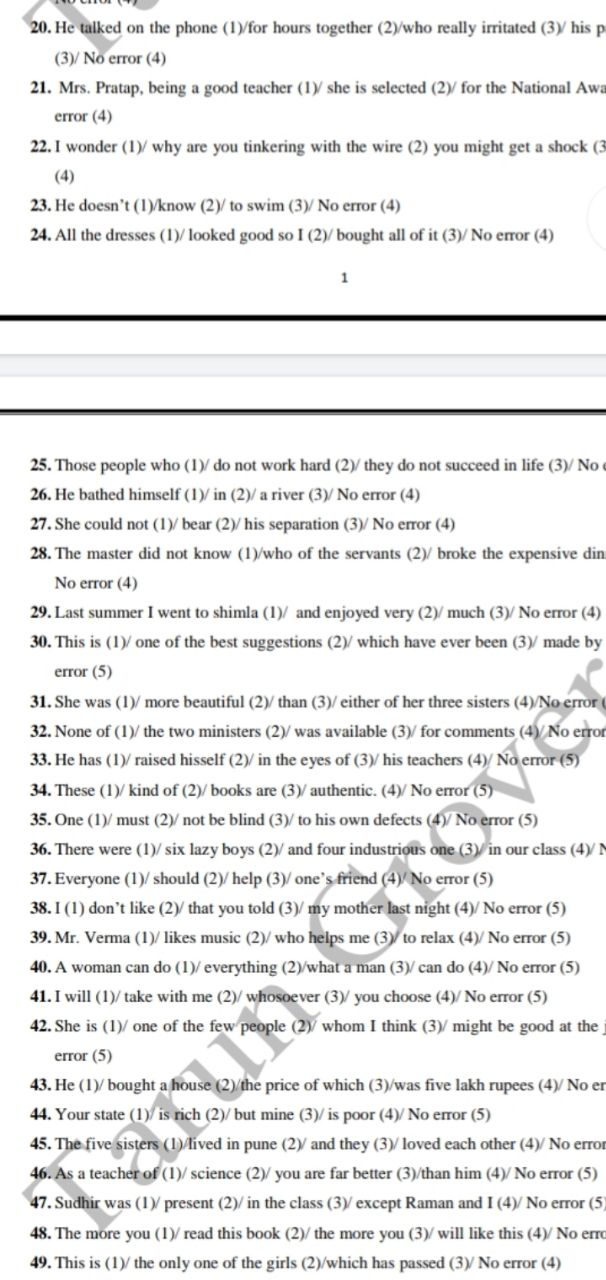 20. He talked on the phone (1)/for hours together (2)/who really irritated (3)/ his p
(3)/ No error (4)
21. Mrs. Pratap, being a good teacher (1)/ she is selected (2)/ for the National Awa
error (4)
22. I wonder (1)/ why are you tinkering with the wire (2) you might get a shock (3
(4)
23. He doesn't (1)/know (2)/ to swim (3)/ No error (4)
24. All the dresses (1)/ looked good so I (2)/ bought all of it (3)/ No error (4)
1
25. Those people who (1)/ do not work hard (2)/ they do not succeed in life (3)/ No
26. He bathed himself (1)/ in (2)/ a river (3)/ No error (4)
27. She could not (1)/ bear (2)/ his separation (3)/ No error (4)
28. The master did not know (1)/who of the servants (2)/ broke the expensive din
No error (4)
29. Last summer I went to shimla (1)/ and enjoyed very (2)/ much (3)/ No error (4)
30. This is (1)/ one of the best suggestions (2)/ which have ever been (3)/ made by
error (5)
31. She was (1)/ more beautiful (2)/ than (3)/ either of her three sisters (4)/No error (
32. None of (1)/ the two ministers (2)/ was available (3)/ for comments (4)/ No error
33. He has (1)/ raised hisself (2)/ in the eyes of (3)/ his teachers (4)/ No error (5)
34. These (1)/ kind of (2)/ books are (3)/ authentic. (4)/ No error (5)
35. One (1)/ must (2)/ not be blind (3)/ to his own defects (4)/ No error (5)
36. There were (1)/ six lazy boys (2)/ and four industrious one (3)/ in our class (4)/ N
37. Everyone (1)/ should (2)/ help (3)/ one's friend (4)/ No error (5)
38. I (1) don't like (2)/ that you told (3)/ my mother last night (4)/ No error (5)
39. Mr. Verma (1)/ likes music (2)/ who helps me (3)/ to relax (4)/ No error (5)
40. A woman can do (1)/ everything (2)/what a man (3)/ can do (4)/ No error (5)
41. I will (1)/ take with me (2)/ whosoever (3)/ you choose (4)/ No error (5)
42. She is (1)/ one of the few people (2)/ whom I think (3)/ might be good at the j
error (5)
43. He (1)/ bought a house (2)/the price of which (3)/was five lakh rupees (4)/ No er
44. Your state (1)/ is rich (2)/ but mine (3)/ is poor (4)/ No error (5)
45. The five sisters (1)/lived in pune (2)/ and they (3)/ loved each other (4)/ No error
46. As a teacher of (1)/ science (2)/ you are far better (3)/than him (4)/ No error (5)
47. Sudhir was (1)/ present (2)/ in the class (3)/ except Raman and I (4)/ No error (5)
48. The more you (1)/ read this book (2)/ the more you (3)/ will like this (4)/ No erro
49. This is (1)/ the only one of the girls (2)/which has passed (3)/ No error (4)
Tarun Grover